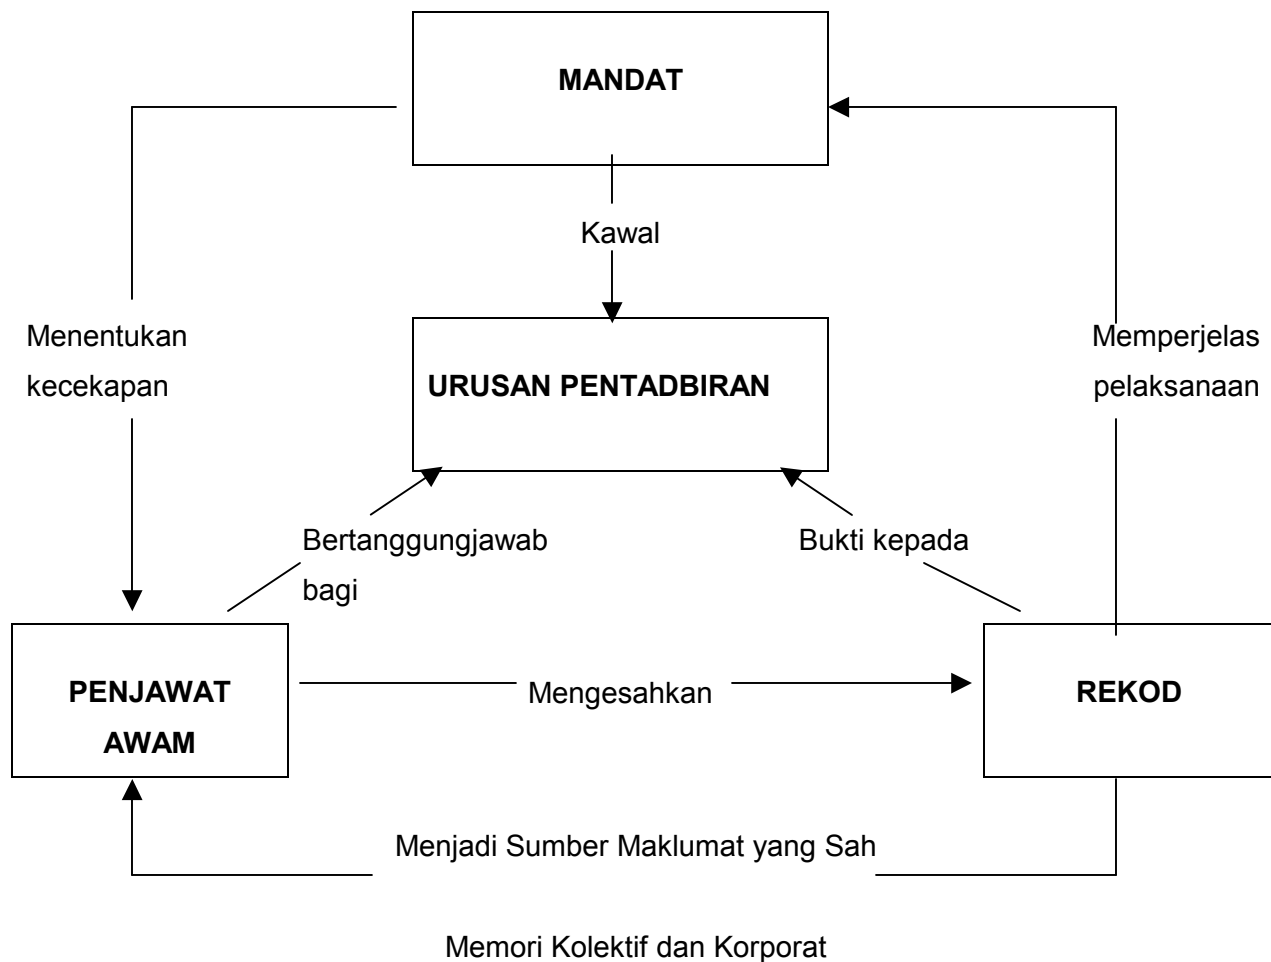 MANDAT
Kawal
Menentukan
kecekapan
Memperjelas
pelaksanaan
URUSAN PENTADBIRAN
Bertanggungjawab
bagi
Bukti kepada
PENJAWAT
AWAM
Mengesahkan
REKOD
Menjadi Sumber Maklumat yang Sah
Memori Kolektif dan Korporat